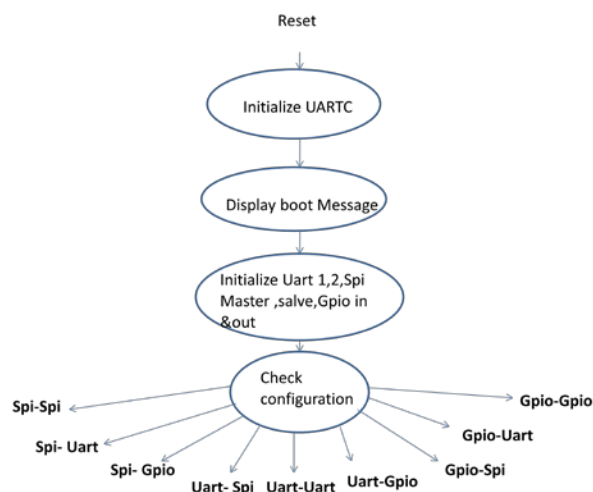 Reset
Initialize UARTC
Display boot Message
Initialize Uart 1,2,Spi
Master ,salve,Gpio in
&out
Check
configuration
Spi-Spi
Spi- Uart
Spi- Gpio
Uart- Spi
Uart-Uart
Uart-Gpio
Gpio-Spi
Gpio-Uart
Gpio-Gpio